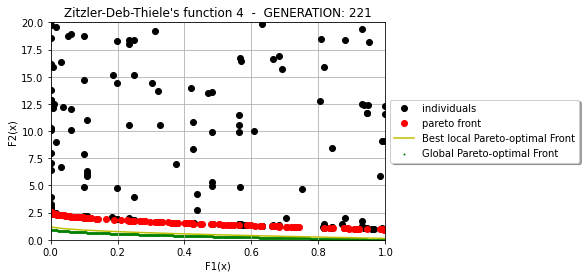 Zitzler-Deb-Thiele's function 4 - GENERATION: 221
20.0
17.5
15.0
12.5
10.0
7.5
5.0
2.5
0.0
F2(x)
0.0 0.2 0.4 0.6 0.8 1.0
F1(x)
individuals
pareto front
Best local Pareto-optimal Front
Global Pareto-optimal Front